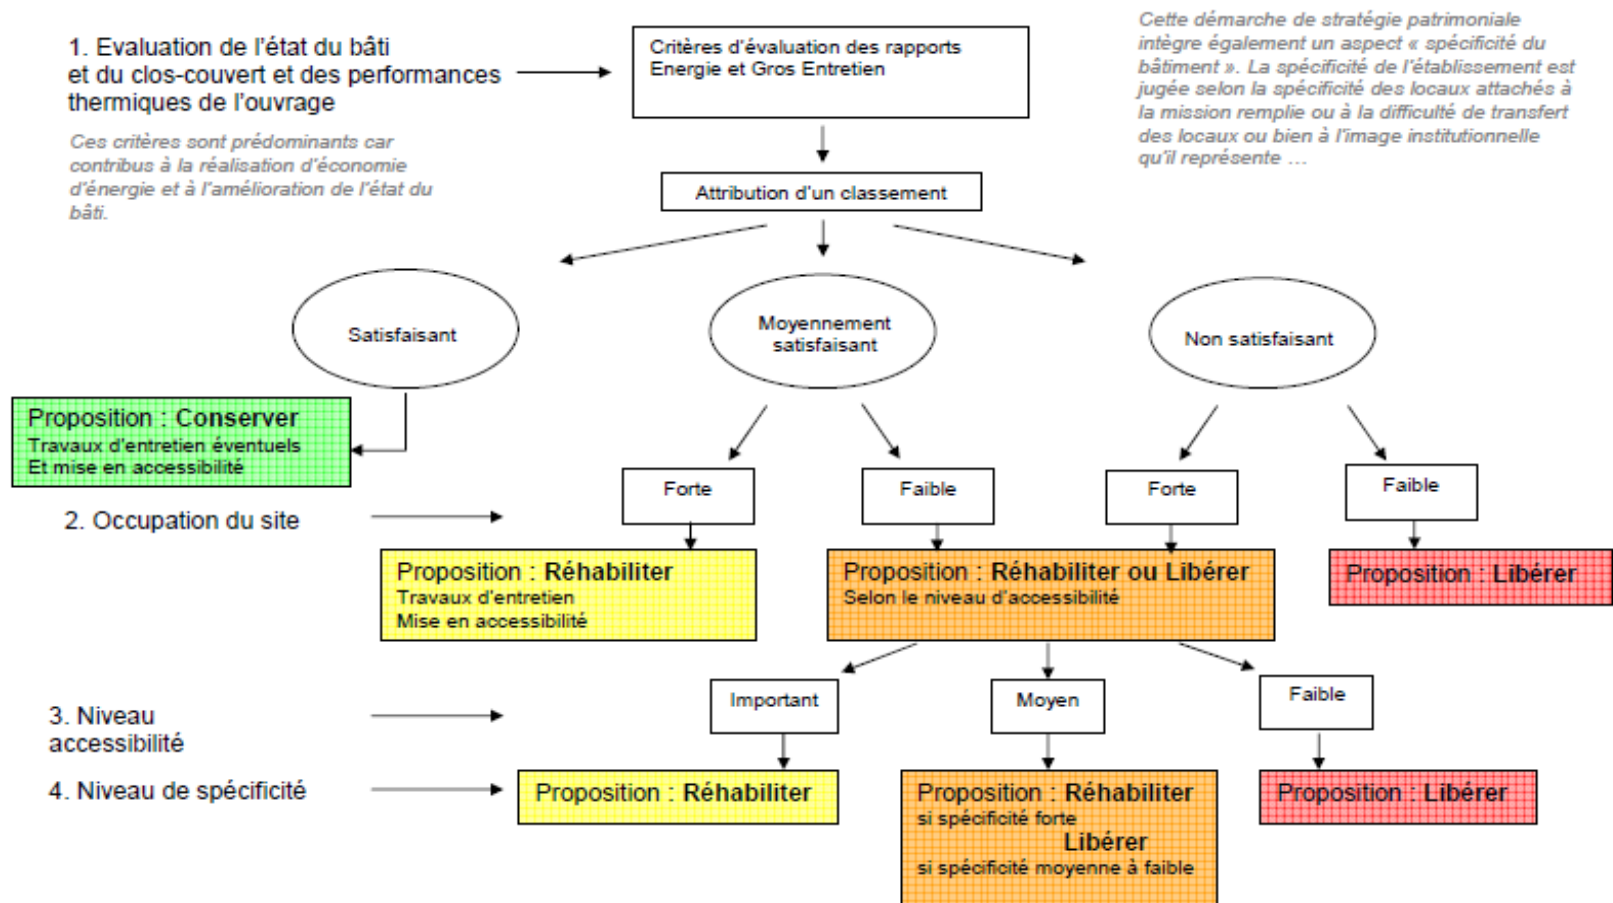 1. Evaluation de l'état du bâti
et du clos-couvert et des performances
thermiques de l'ouvrage
Ces critères sont prédominants car
contribus à la réalisation d'économie
d'énergie et à l'amélioration de l'état du
bâti.
Critères d'évaluation des rapports
Energie et Gros Entretien
Cette démarche de stratégie patrimoniale
intègre également un aspect « spécificité du
bâtiment ». La spécificité de l'établissement est
jugée selon la spécificité des locaux attachés à
la mission remplie ou à la difficulté de transfert
des locaux ou bien à l'image institutionnelle
qu'il représente …
Attribution d'un classement
Satisfaisant
Moyennement
satisfaisant
Non satisfaisant
Proposition : Conserver
Travaux d'entretien éventuels
Et mise en accessibilité
2. Occupation du site
Forte
Faible
Forte
Faible
Proposition : Réhabiliter
Travaux d'entretien
Mise en accessibilité
Proposition : Réhabiliter ou Libérer
Selon le niveau d'accessibilité
Proposition : Libérer
3. Niveau
accessibilité
Important
Moyen
Faible
4. Niveau de spécificité
Proposition : Réhabiliter
Proposition : Réhabiliter
si spécificité forte
Libérer
si spécificité moyenne à faible
Proposition : Libérer